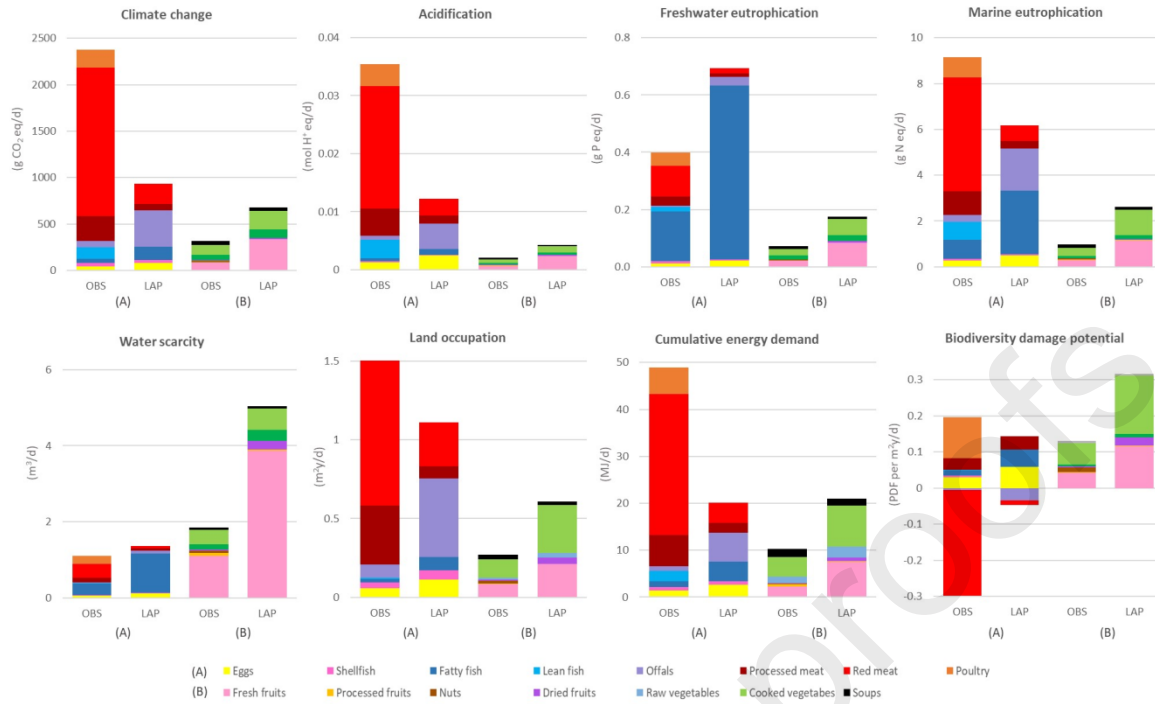 Climate change
Acidification
Freshwater eutrophication
Marine eutrophication
(g CO₂ eq/d)
2500
2000
1500
1000
500
0
OBS LAP OBS LAP
(A) (B)
(mol H⁺ eq/d)
0.04
0.03
0.02
0.01
0
OBS LAP OBS LAP
(A) (B)
(g P eq/d)
0.8
0.6
0.4
0.2
0.0
OBS LAP OBS LAP
(A) (B)
(g N eq/d)
10
8
6
4
2
0
OBS LAP OBS LAP
(A) (B)
Water scarcity
Land occupation
Cumulative energy demand
Biodiversity damage potential
(m³/d)
6
4
2
0
OBS LAP OBS LAP
(A) (B)
(m²y/d)
1.5
1
0.5
0
OBS LAP OBS LAP
(A) (B)
(MJ/d)
50
40
30
20
10
0
OBS LAP OBS LAP
(A) (B)
(PDF per m²y/d)
0.3
0.2
0.1
0
-0.1
-0.2
-0.3
OBS LAP OBS LAP
(A) (B)
(A) Eggs Shellfish Fatty fish Lean fish Offals Processed meat Red meat Poultry
(B) Fresh fruits Processed fruits Nuts Dried fruits Raw vegetables Cooked vegetabes Soups
proofs